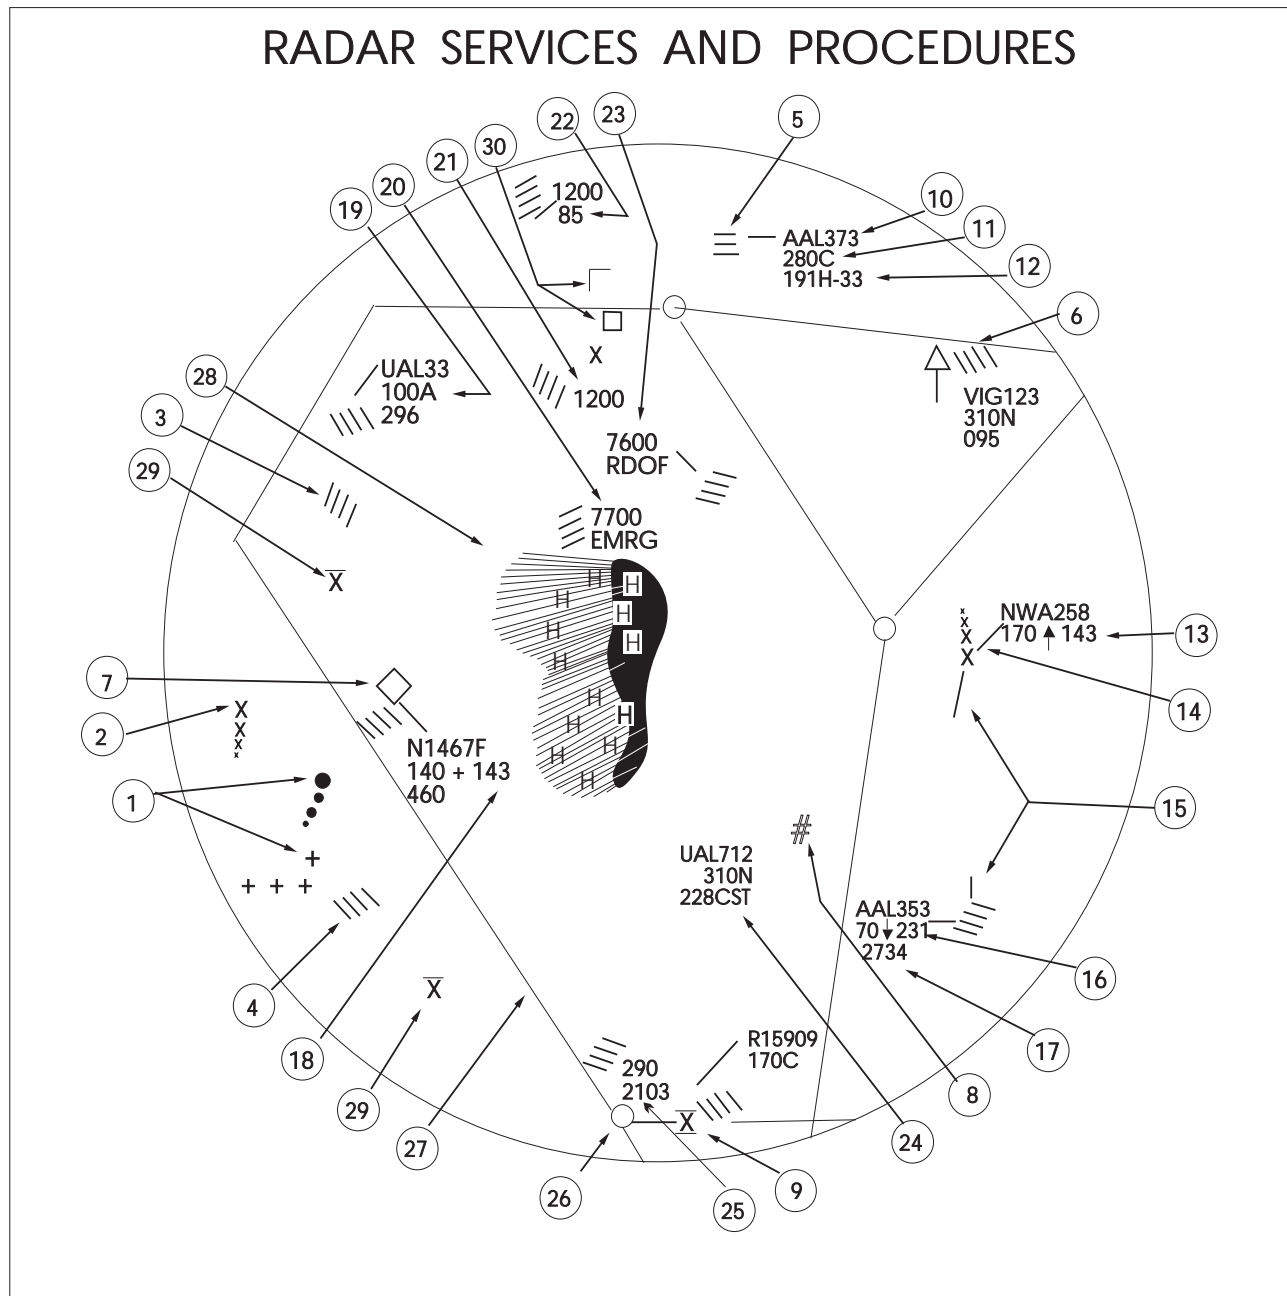 RADAR SERVICES AND PROCEDURES
23
22
5
30
21
20
19
10
11
12
6
1200
85
AAL373
280C
191H-33
28
3
29
UAL33
100A
296
X
1200
VIG123
310N
095
7600
RDOF
7700
EMRG
X
H
H
H
H
H
H
H
H
H
H
H
H
H
H
x
x
x
X
NWA258
170 143
13
14
7
2
X
X
x
x
N1467F
140 + 143
460
1
+
+ + +
15
#
UAL712
310N
228CST
AAL353
70 231
2734
16
17
4
18
X
29
27
R15909
170C
290
2103
X
8
24
26
25
9